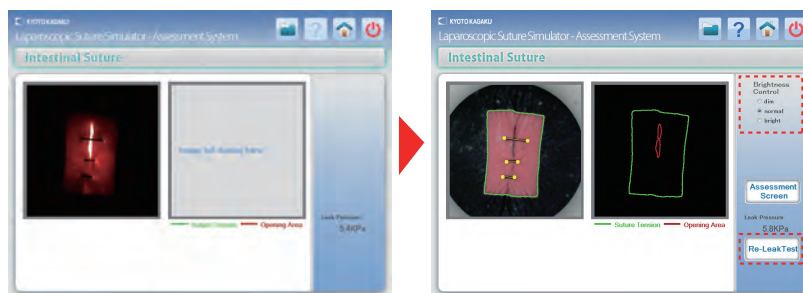 KYOTO KAGAKU
Laparoscopic Suture Simulator - Assessment System
Intestinal Suture
Suture Tension
Opening Area
Leak Pressure
5.4KPa
KYOTO KAGAKU
Laparoscopic Suture Simulator - Assessment System
?
Intestinal Suture
Brightness
Control
dim
normal
bright
Assessment
Screen
Leak Pressure
5.8KPa
Re-LeakTest
Suture Tension
Opening Area